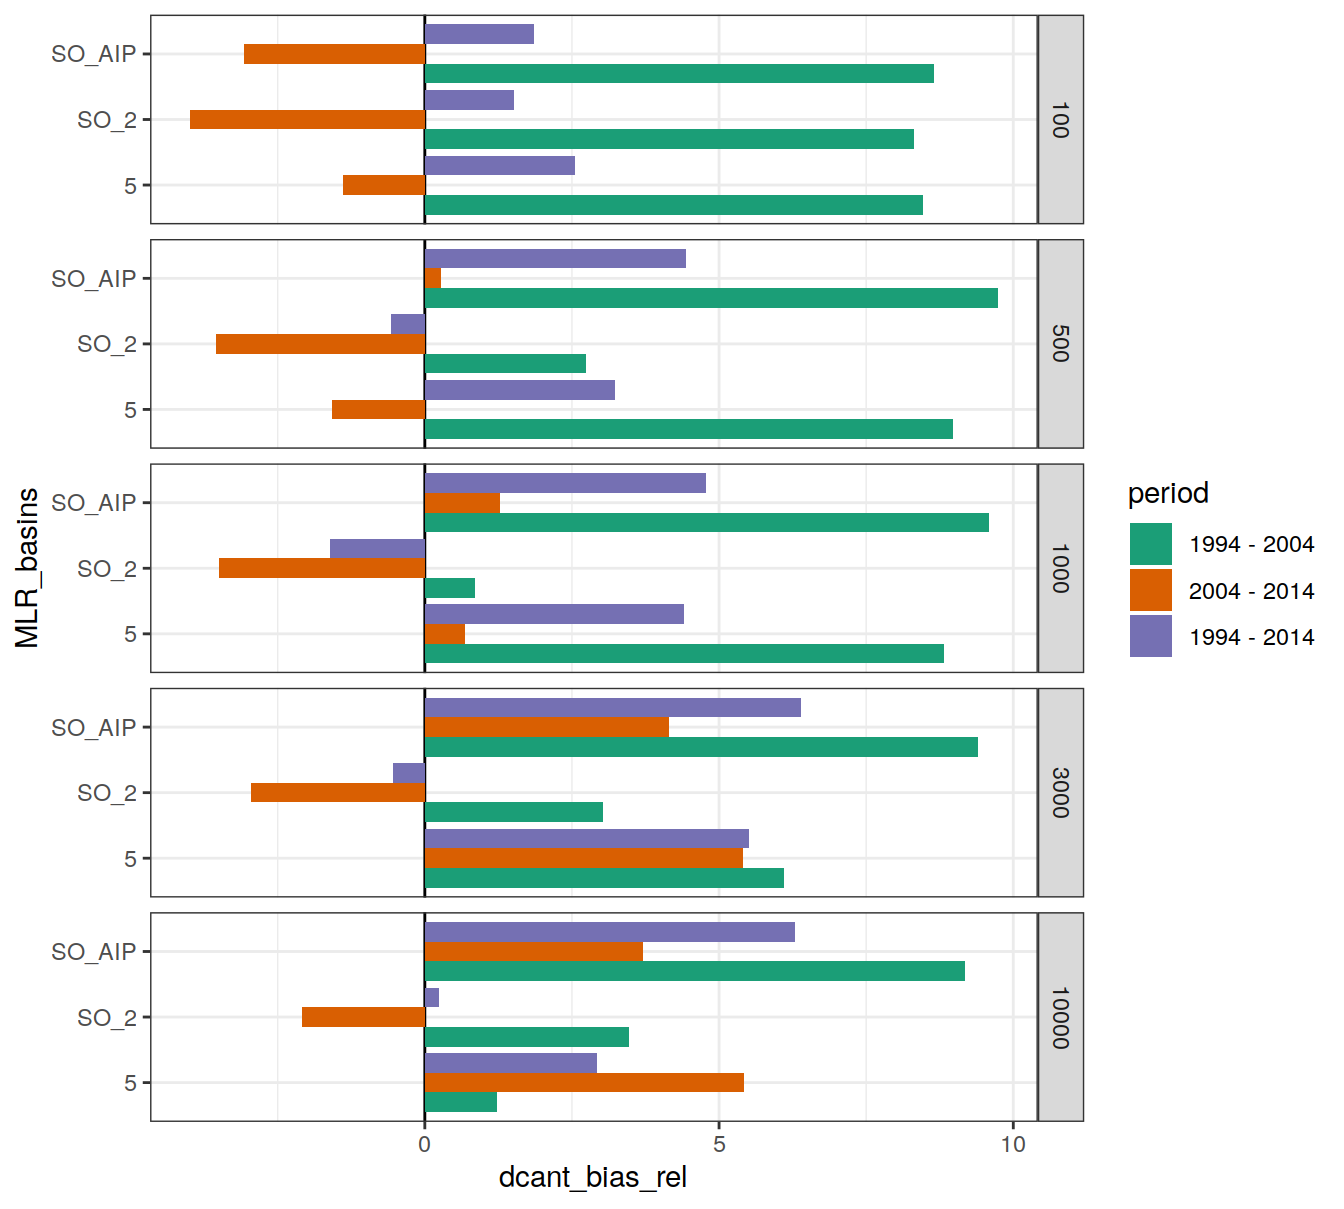 SO_AIP
SO_2
5
100
SO_AIP
SO_2
5
500
SO_AIP
SO_2
5
1000
SO_AIP
SO_2
5
3000
SO_AIP
SO_2
5
10000
0 5 10
dcant_bias_rel
MLR_basins
period
1994 - 2004
2004 - 2014
1994 - 2014